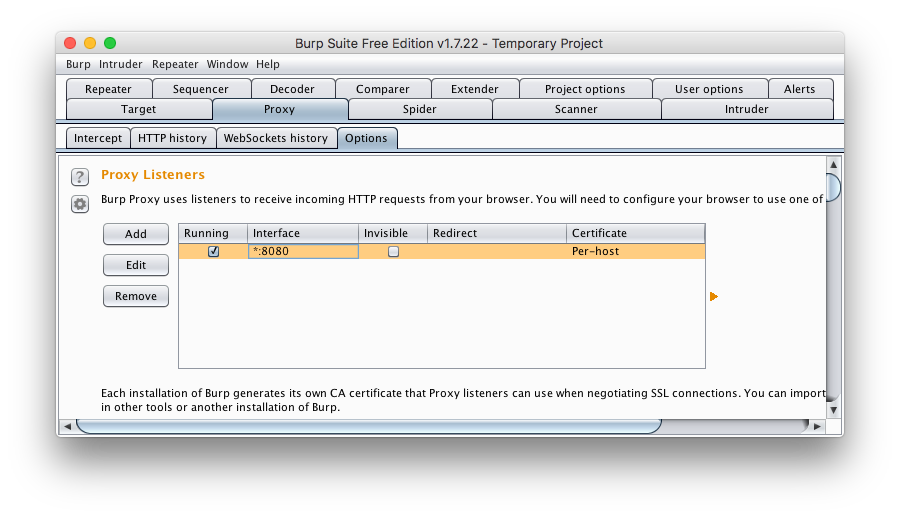 Burp Suite Free Edition v1.7.22 - Temporary Project
Burp Intruder Repeater Window Help
Repeater Sequencer Decoder Comparer Extender Project options User options Alerts
Target Proxy Spider Scanner Intruder
Intercept HTTP history WebSockets history Options
? Proxy Listeners
Burp Proxy uses listeners to receive incoming HTTP requests from your browser. You will need to configure your browser to use one of
Add Running Interface Invisible Redirect Certificate
*:8080 Per-host
Edit
Remove
Each installation of Burp generates its own CA certificate that Proxy listeners can use when negotiating SSL connections. You can import
in other tools or another installation of Burp.